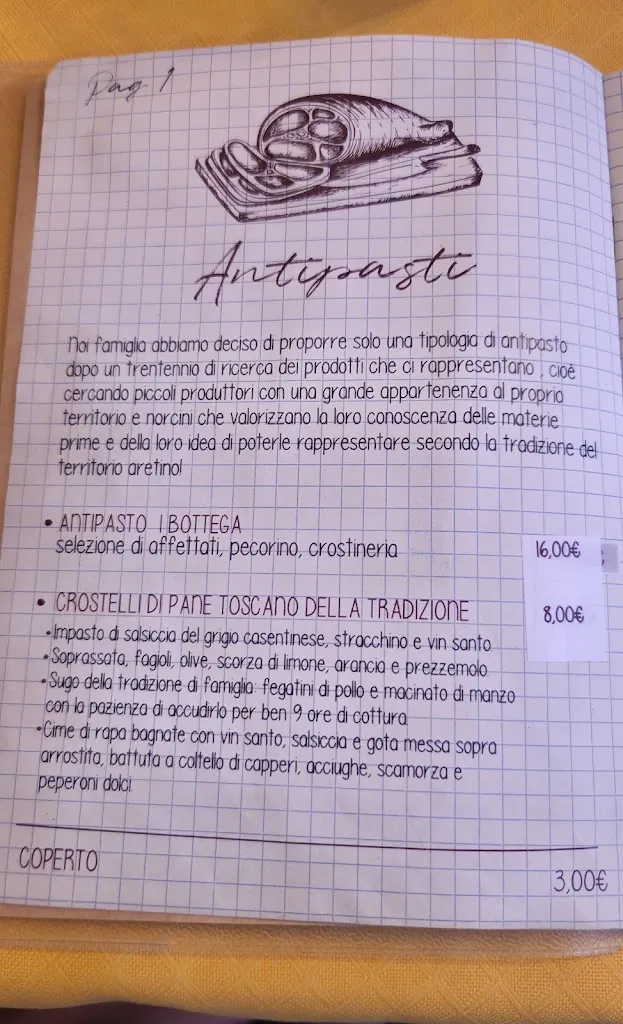 Pag. 1
Antipasti
Noi famiglia abbiamo deciso di proporre solo una tipologia di antipasto
dopo un trentennio di ricerca dei prodotti che ci rappresentano , cioè
cercando piccoli produttori con una grande appartenenza al proprio
territorio e norcini che valorizzano la loro conoscenza delle materie
prime e della loro idea di poterle rappresentare secondo la tradizione del
territorio aretino!
• ANTIPASTO I BOTTEGA
selezione di affettati, pecorino, crostineria 16,00€
• CROSTELLI DI PANE TOSCANO DELLA TRADIZIONE 8,00€
•Impasto di salsiccia del grigio casentinese, stracchino e vin santo
•Soprassata, fagioli, olive, scorza di limone, arancia e prezzemolo
•Sugo della tradizione di famiglia: fegatini di pollo e macinato di manzo
con la pazienza di accudirlo per ben 9 ore di cottura
•Cime di rapa bagnate con vin santo, salsiccia e gota messa sopra
arrostita, battuta a coltello di capperi, acciughe, scamorza e
peperoni dolci
COPERTO 3,00€